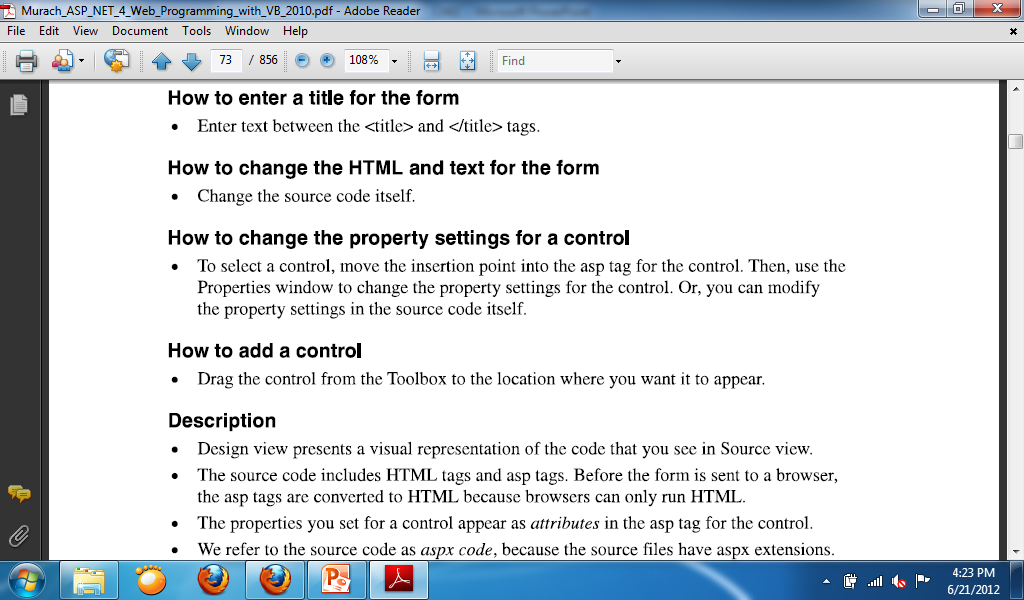 Murach_ASP_NET_4_Web_Programming_with_VB_2010.pdf - Adobe Reader
File Edit View Document Tools Window Help
73 / 856 108% Find
How to enter a title for the form
• Enter text between the <title> and </title> tags.
How to change the HTML and text for the form
• Change the source code itself.
How to change the property settings for a control
• To select a control, move the insertion point into the asp tag for the control. Then, use the
Properties window to change the property settings for the control. Or, you can modify
the property settings in the source code itself.
How to add a control
• Drag the control from the Toolbox to the location where you want it to appear.
Description
• Design view presents a visual representation of the code that you see in Source view.
• The source code includes HTML tags and asp tags. Before the form is sent to a browser,
the asp tags are converted to HTML because browsers can only run HTML.
• The properties you set for a control appear as attributes in the asp tag for the control.
• We refer to the source code as aspx code, because the source files have aspx extensions.
4:23 PM
6/21/2012